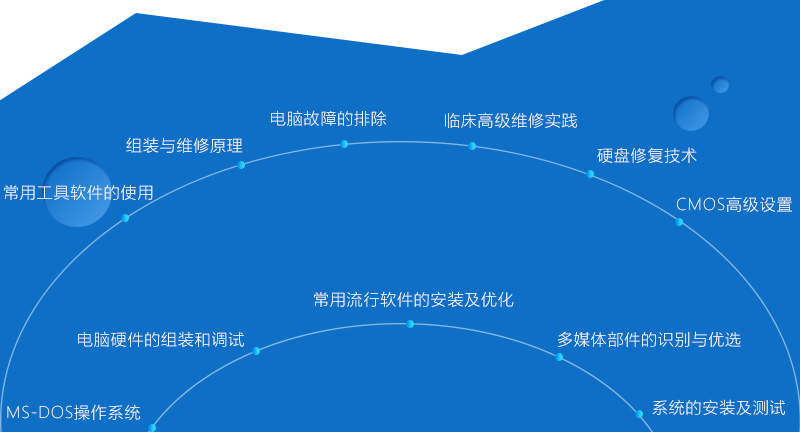 电脑故障的排除
临床高级维修实践
组装与维修原理
硬盘修复技术
常用工具软件的使用
CMOS高级设置
常用流行软件的安装及优化
电脑硬件的组装和调试
多媒体部件的识别与优选
MS-DOS操作系统
系统的安装及测试